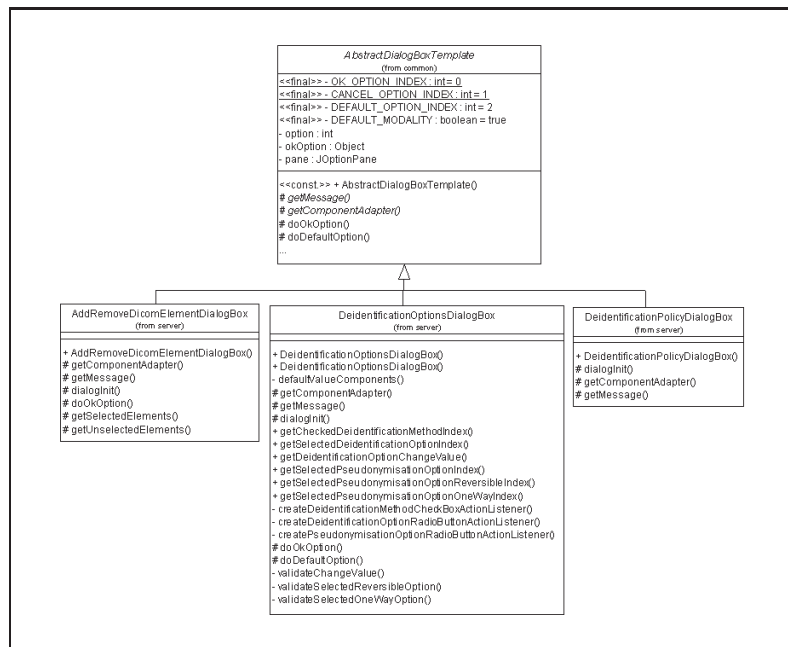 AbstractDialogBoxTemplate
(from common)
<<final>> - OK_OPTION_INDEX : int = 0
<<final>> - CANCEL_OPTION_INDEX : int = 1
<<final>> - DEFAULT_OPTION_INDEX : int = 2
<<final>> - DEFAULT_MODALITY : boolean = true
- option : int
- okOption : Object
- pane : JOptionPane
<<const.>> + AbstractDialogBoxTemplate()
# getMessage()
# getComponentAdapter()
# doOkOption()
# doDefaultOption()
...
AddRemoveDicomElementDialogBox
(from server)
+ AddRemoveDicomElementDialogBox()
# getComponentAdapter()
# getMessage()
# dialogInit()
# doOkOption()
# getSelectedElements()
# getUnselectedElements()
DeidentificationOptionsDialogBox
(from server)
+ DeidentificationOptionsDialogBox()
+ DeidentificationOptionsDialogBox()
- defaultValueComponents()
# getComponentAdapter()
# getMessage()
# dialogInit()
+ getCheckedDeidentificationMethodIndex()
+ getSelectedDeidentificationOptionIndex()
+ getDeidentificationOptionChangeValue()
+ getSelectedPseudonymisationOptionIndex()
+ getSelectedPseudonymisationOptionReversibleIndex()
+ getSelectedPseudonymisationOptionOneWayIndex()
- createDeidentificationMethodCheckBoxActionListener()
- createDeidentificationOptionRadioButtonActionListener()
- createPseudonymisationOptionRadioButtonActionListener()
# doOkOption()
# doDefaultOption()
- validateChangeValue()
- validateSelectedReversibleOption()
- validateSelectedOneWayOption()
DeidentificationPolicyDialogBox
(from server)
+ DeidentificationPolicyDialogBox()
# dialogInit()
# getComponentAdapter()
# getMessage()